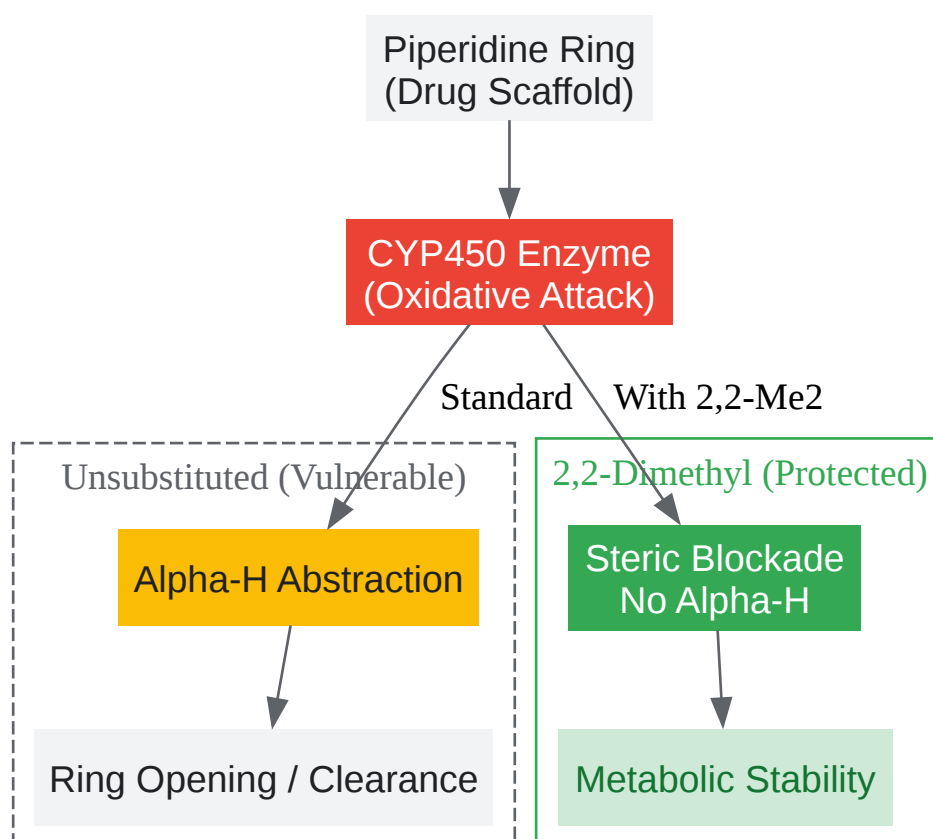 Piperidine Ring
(Drug Scaffold)
CYP450 Enzyme
(Oxidative Attack)
Standard
With 2,2-Me2
Unsubstituted (Vulnerable)
2,2-Dimethyl (Protected)
Alpha-H Abstraction
Steric Blockade
No Alpha-H
Ring Opening / Clearance
Metabolic Stability